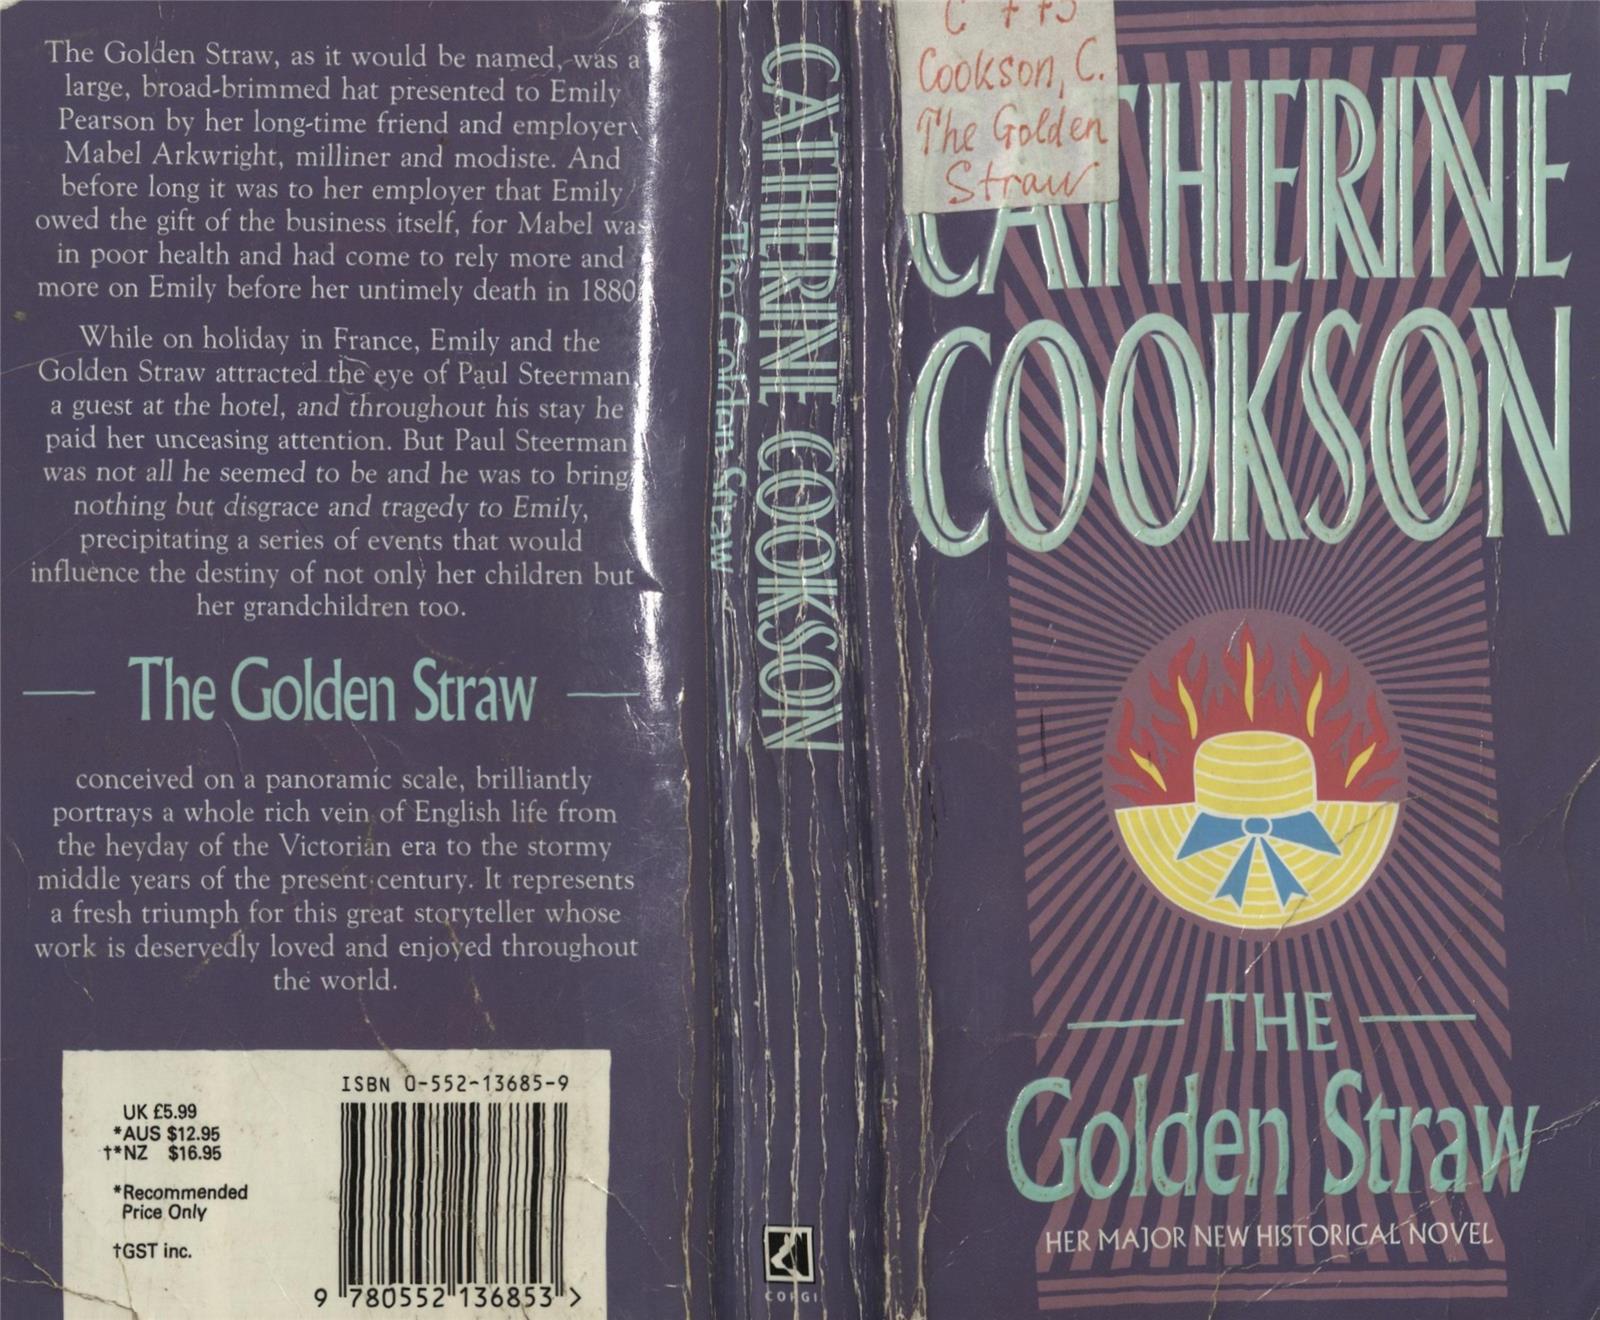 The Golden Straw, as it would be named, was a
large, broad-brimmed hat presented to Emily
Pearson by her long-time friend and employer
Mabel Arkwright, milliner and modiste. And
before long it was to her employer that Emily
owed the gift of the business itself, for Mabel was
in poor health and had come to rely more and
more on Emily before her untimely death in 1880
While on holiday in France, Emily and the
Golden Straw attracted the eye of Paul Steerman,
a guest at the hotel, and throughout his stay he
paid her unceasing attention. But Paul Steerman
was not all he seemed to be and he was to bring
nothing but disgrace and tragedy to Emily,
precipitating a series of events that would
influence the destiny of not only her children but
her grandchildren too.
The Golden Straw
conceived on a panoramic scale, brilliantly
portrays a whole rich vein of English life from
the heyday of the Victorian era to the stormy
middle years of the present century. It represents
a fresh triumph for this great storyteller whose
work is deservedly loved and enjoyed throughout
the world.
UK £5.99
*AUS $12.95
†*NZ $16.95
*Recommended
Price Only
†GST inc.
ISBN 0-552-13685-9
9 780552 136853 >
CATHERINE COOKSON
The Golden Straw
CORGI
Cookson, C.
The Golden
Straw
CATHERINE
COOKSON
THE
Golden Straw
HER MAJOR NEW HISTORICAL NOVEL